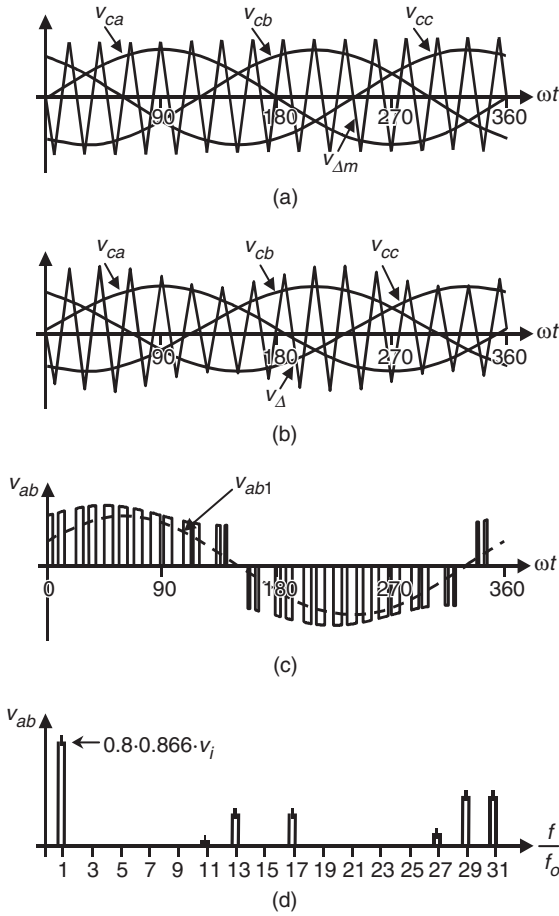 v_ca v_cb v_cc
90 180 270 360 ωt
v_Δm
(a)
v_ca v_cb v_cc
90 180 270 360 ωt
v_Δ
(b)
v_ab v_ab1
0 90 180 270 360 ωt
(c)
v_ab
0.8·0.866·v_i
1 3 5 7 9 11 13 15 17 19 21 23 25 27 29 31 f/f_o
(d)